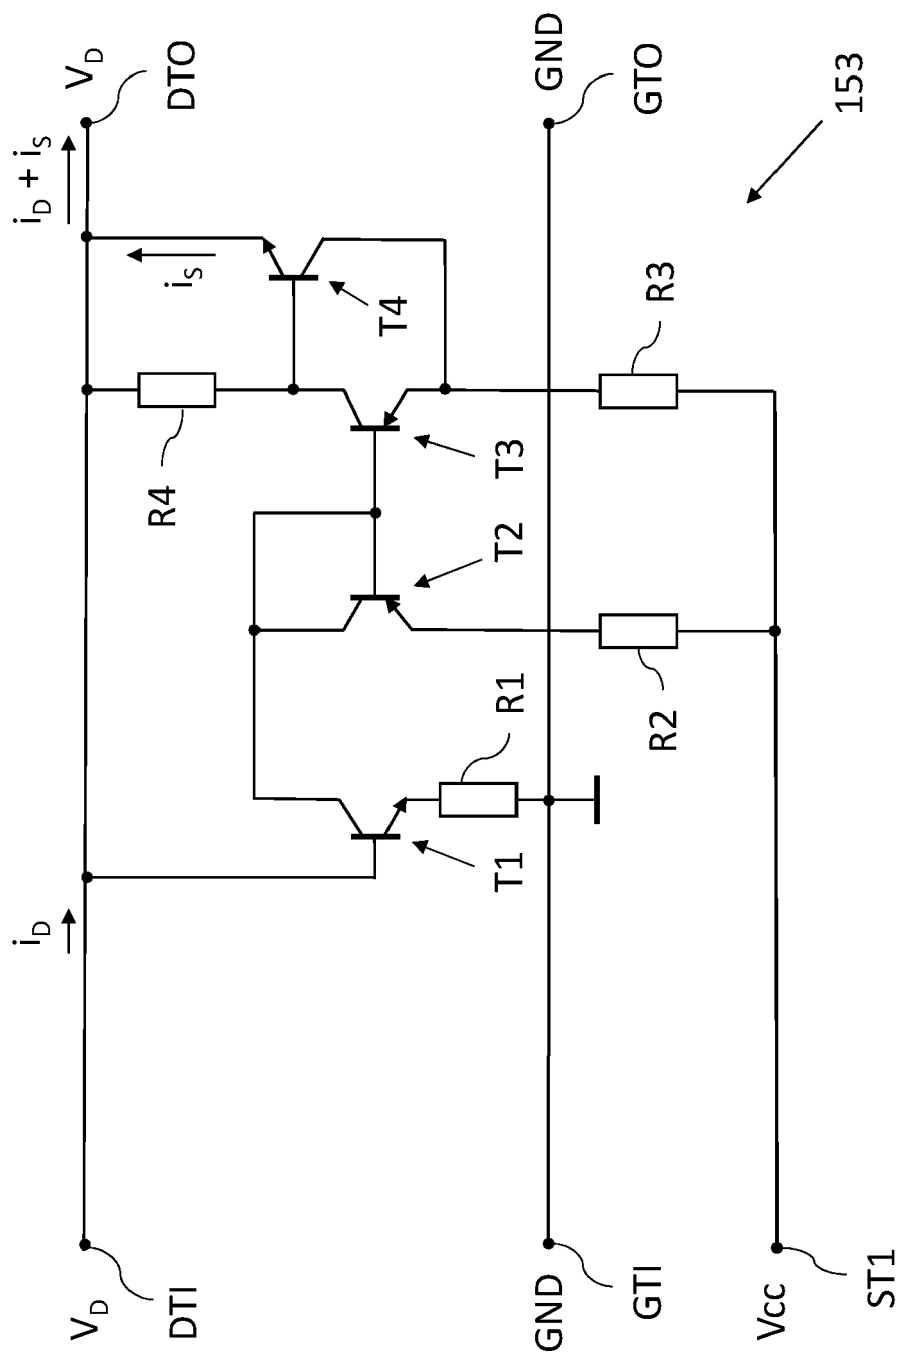 i_D
i_D + i_S
V_D
DTI
V_D
DTO
i_S
R4
T4
T1
T2
T3
R1
GND
GTI
GND
GTO
R2
R3
Vcc
ST1
153